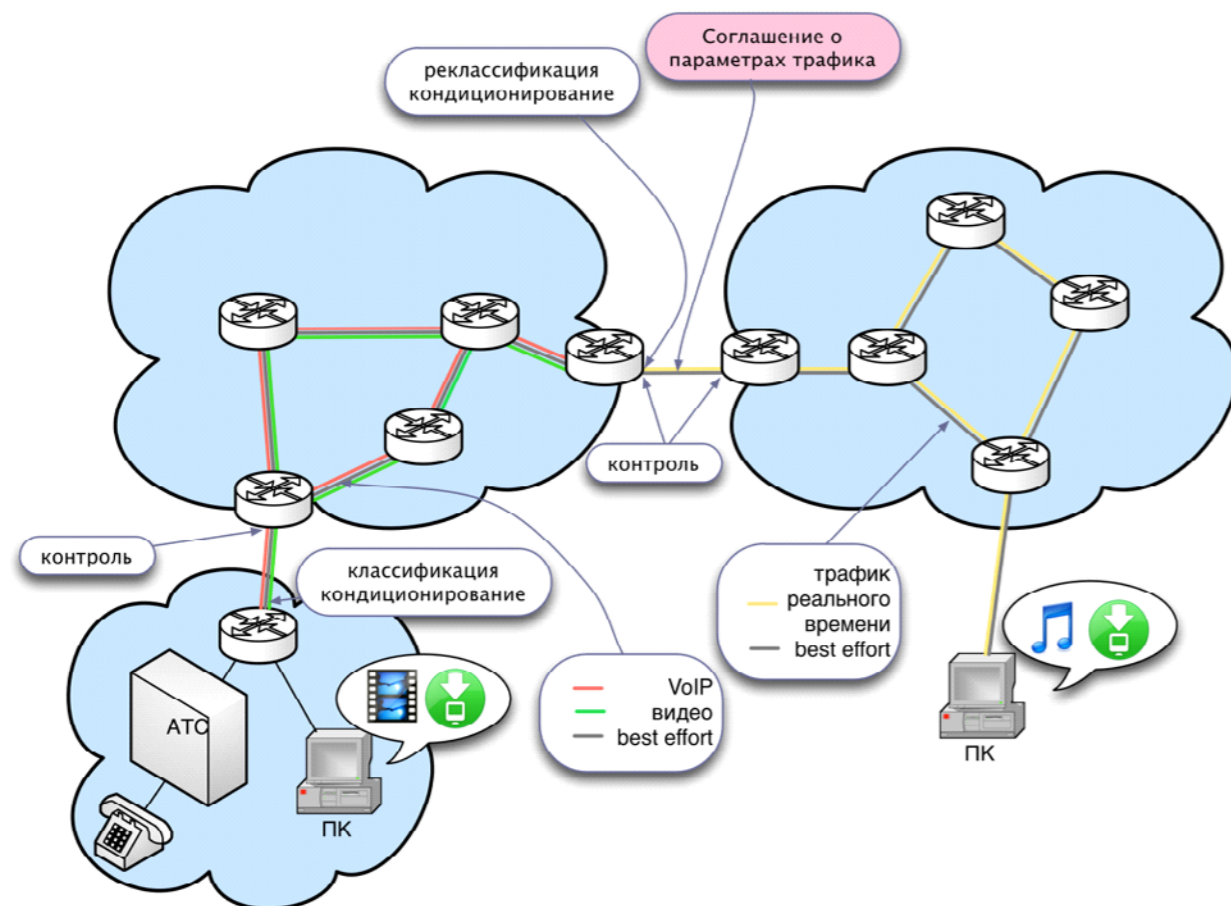 Соглашение о
параметрах трафика
реклассификация
кондиционирование
контроль
контроль
классификация
кондиционирование
трафик
реального
времени
best effort
VoIP
видео
best effort
АТС
ПК
ПК